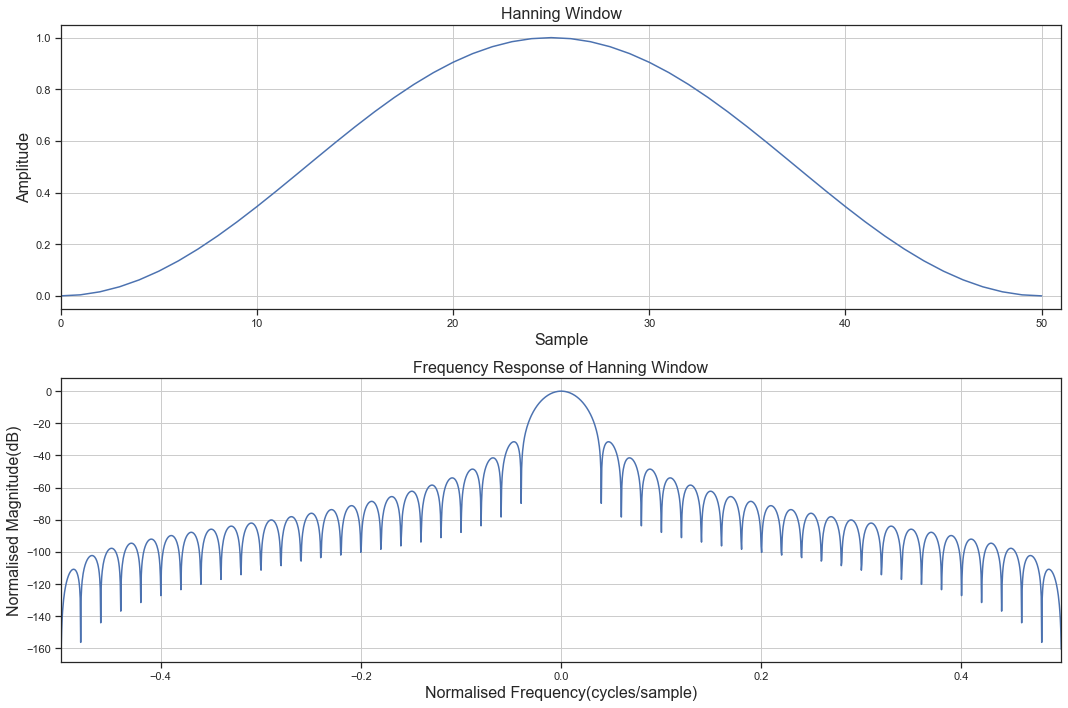 Hanning Window
1.0
0.8
0.6
0.4
0.2
0.0
Amplitude
0 10 20 30 40 50
Sample
Frequency Response of Hanning Window
0
−20
−40
−60
−80
−100
−120
−140
−160
Normalised Magnitude(dB)
−0.4 −0.2 0.0 0.2 0.4
Normalised Frequency(cycles/sample)